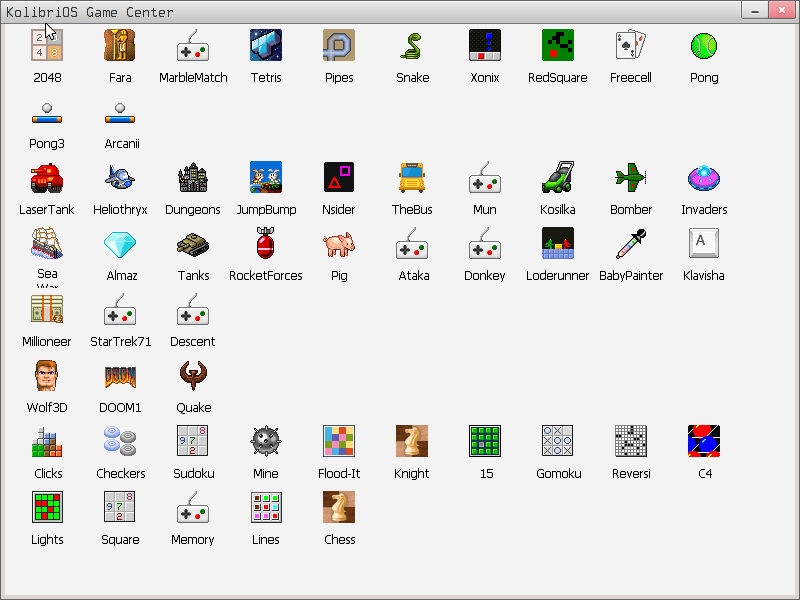 KolibriOS Game Center
2048 Fara MarbleMatch Tetris Pipes Snake Xonix RedSquare Freecell Pong
Pong3 Arcanii
LaserTank Heliothryx Dungeons JumpBump Nsider TheBus Mun Kosilka Bomber Invaders
A
Sea Almaz Tanks RocketForces Pig Ataka Donkey Loderunner BabyPainter Klavisha
War
Millioneer StarTrek71 Descent
DOOM
Wolf3D DOOM1 Quake
Clicks Checkers Sudoku Mine Flood-It Knight 15 Gomoku Reversi C4
Lights Square Memory Lines Chess